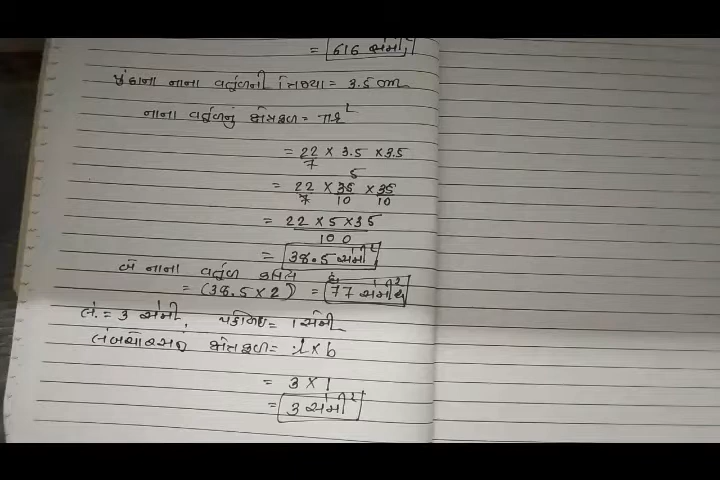 = 616 સેમી²
નાના વર્તુળની ત્રિજ્યા = 3.5 cm
નાના વર્તુળનું ક્ષેત્રફળ = πr²
= 22/7 × 3.5 × 3.5
= 22/7 × 35/10 × 35/10 5
= 22 × 5 × 35 / 100
= 38.5 સેમી²
બે નાના વર્તુળ
= (38.5 × 2) = 77 સેમી²
લં. = 3 સેમી, = 1 સેમી
લંબચોરસનું ક્ષેત્રફળ = l × b
= 3 × 1
= 3 સેમી²